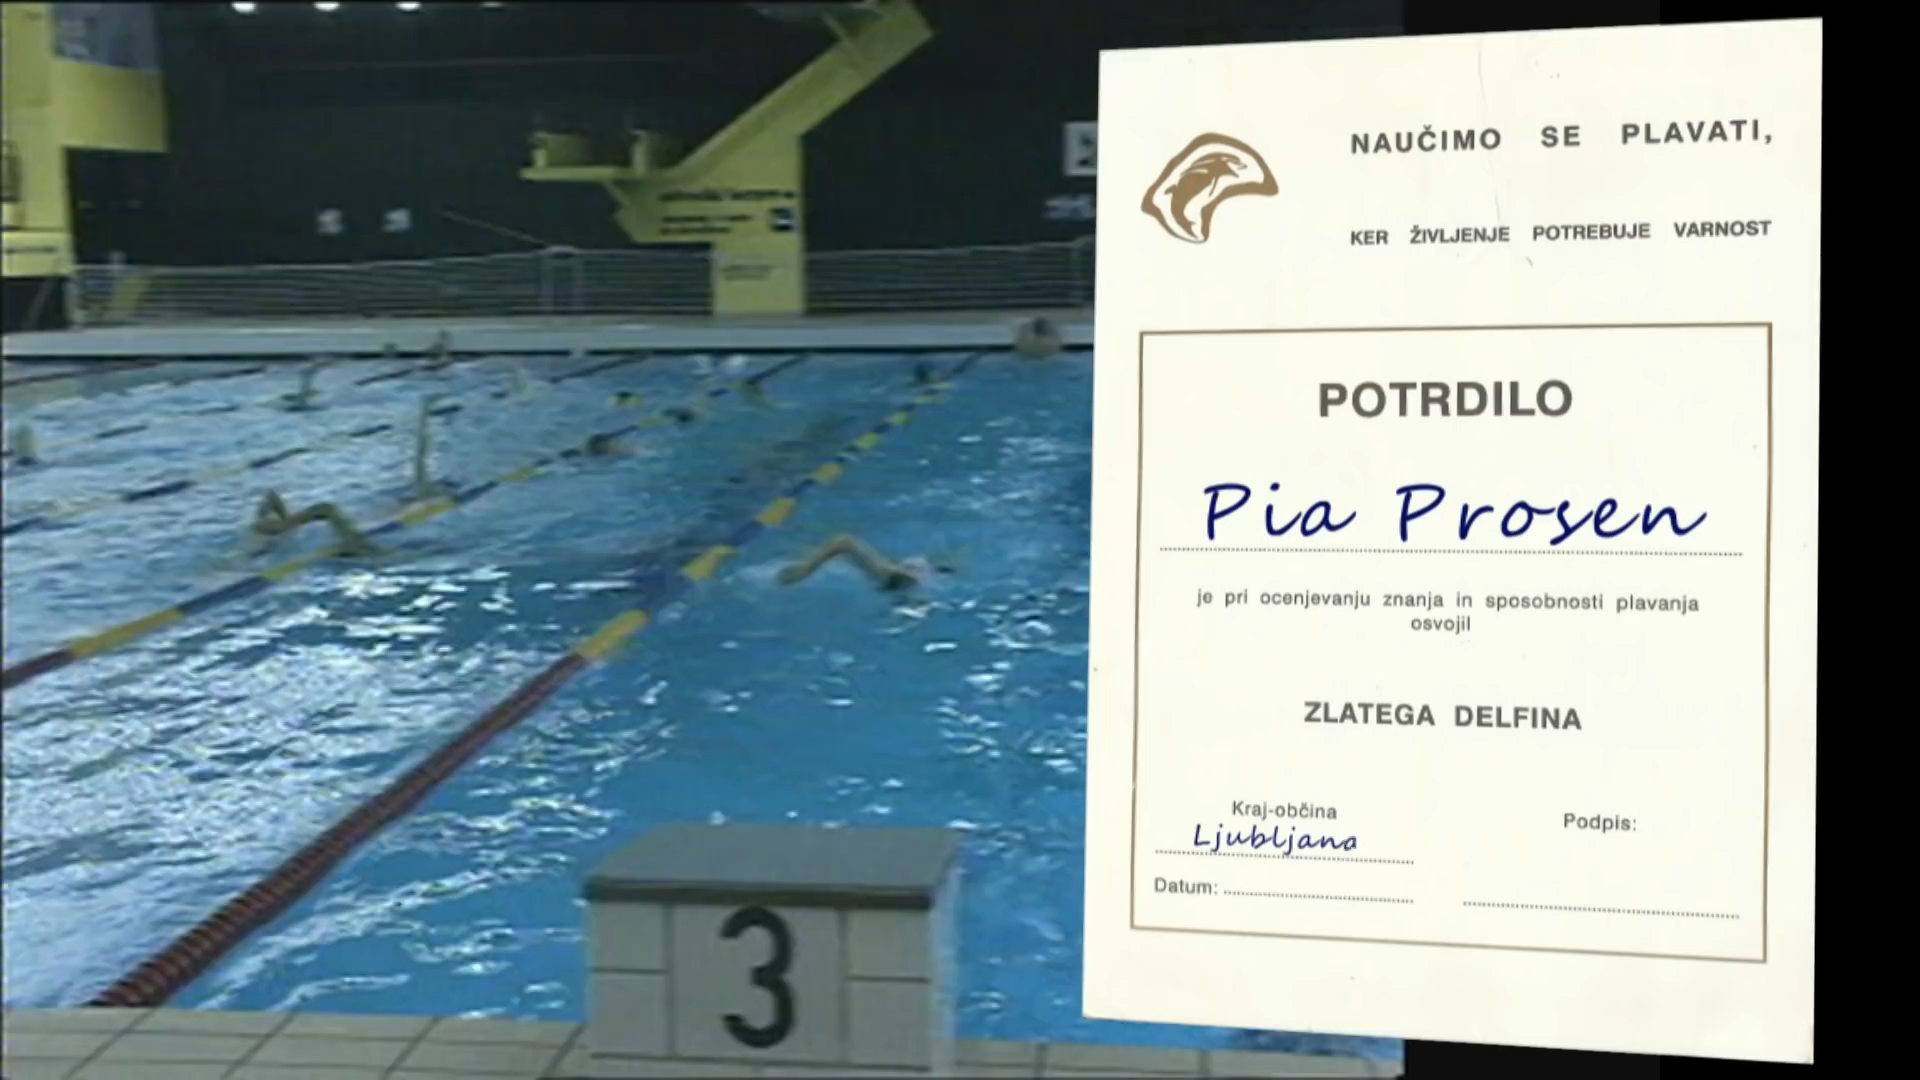 NAUČIMO SE PLAVATI,
KER ŽIVLJENJE POTREBUJE VARNOST
POTRDILO
Pia Prosen
je pri ocenjevanju znanja in sposobnosti plavanja
osvojil
ZLATEGA DELFINA
Kraj-občina
Ljubljana
Podpis:
Datum:
3